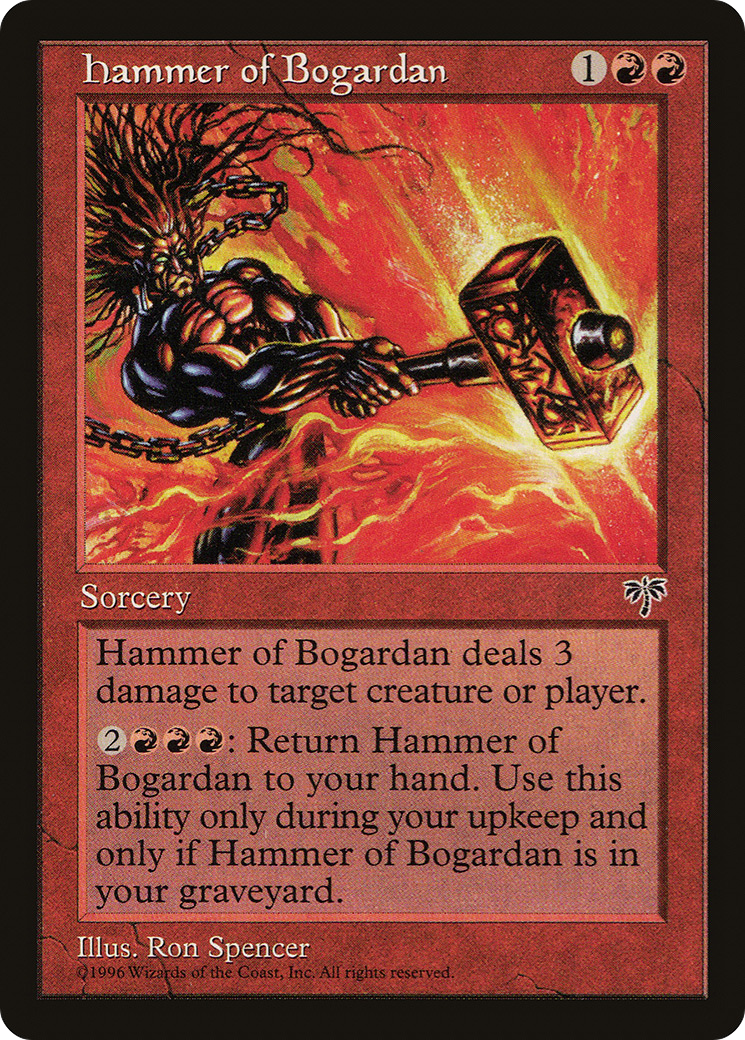 Hammer of Bogardan 1
Sorcery
Hammer of Bogardan deals 3
damage to target creature or player.
2 : Return Hammer of
Bogardan to your hand. Use this
ability only during your upkeep and
only if Hammer of Bogardan is in
your graveyard.
Illus. Ron Spencer
©1996 Wizards of the Coast, Inc. All rights reserved.